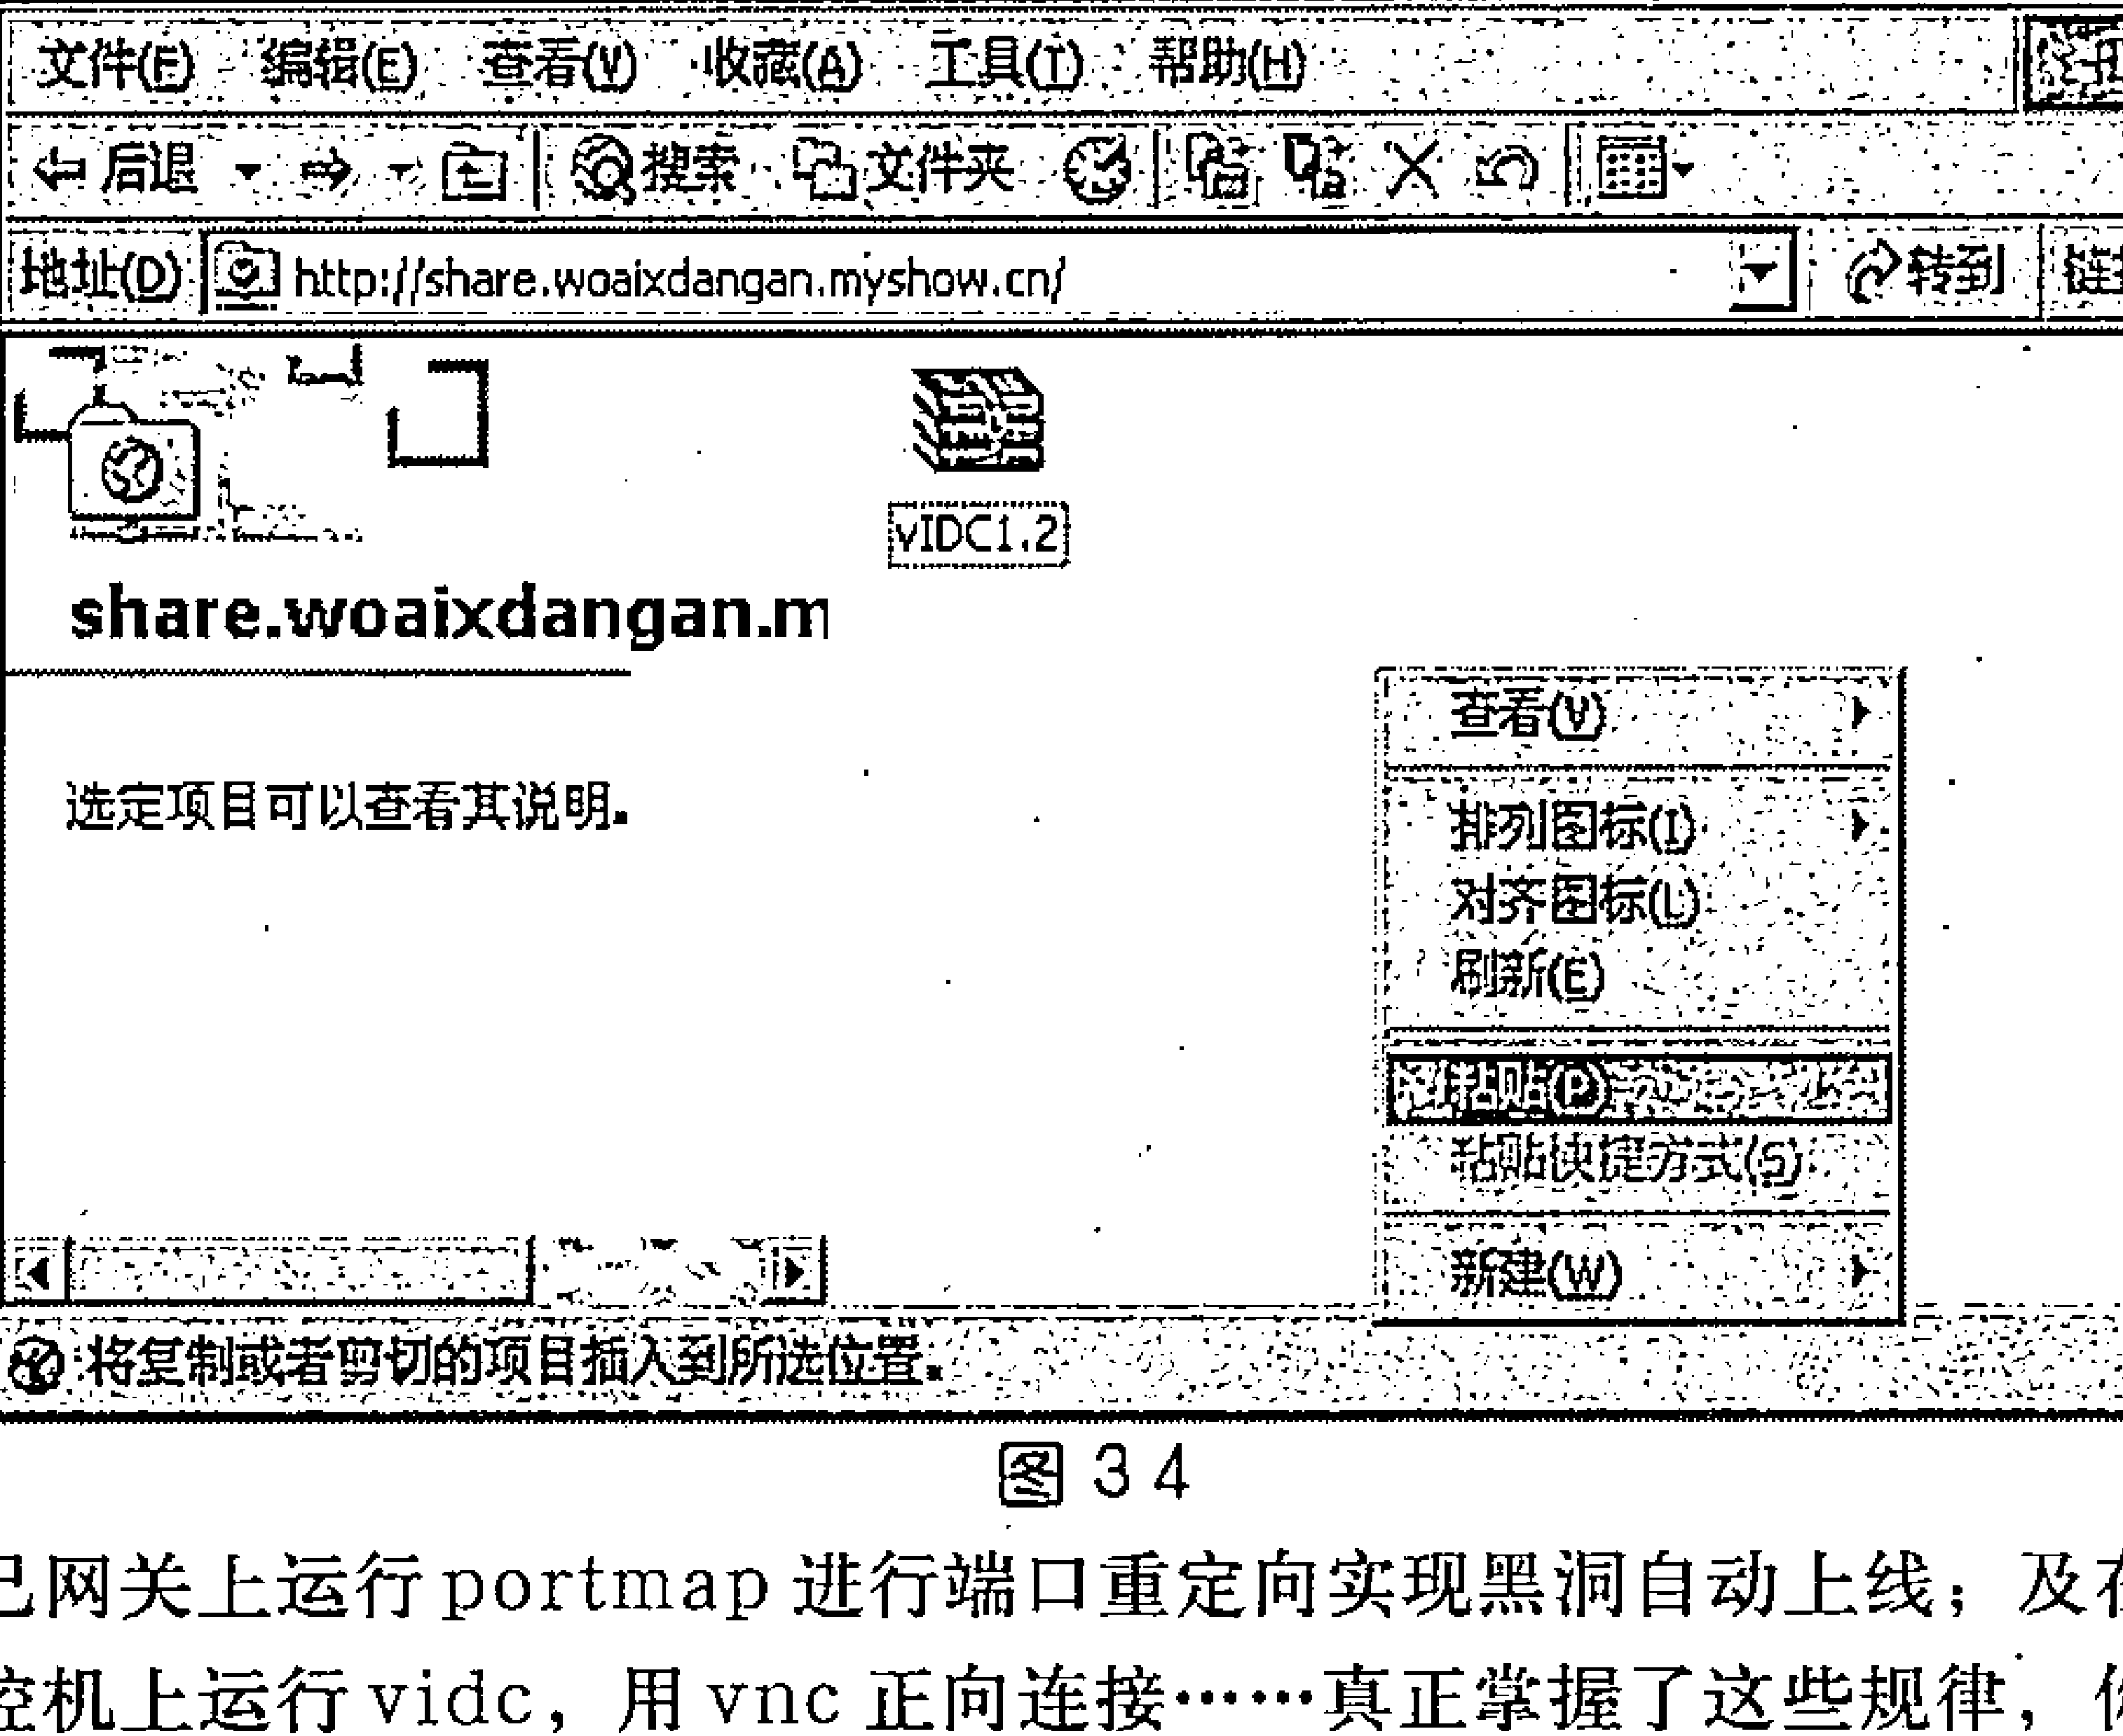 文件(F) 编辑(E) 查看(V) 收藏(A) 工具(T) 帮助(H)
后退 搜索 文件夹
地址(D) http://share.woaixdangan.myshow.cn/ 转到
vIDC1.2
share.woaixdangan.m
选定项目可以查看其说明。
查看(V)
排列图标(I)
对齐图标(L)
刷新(E)
粘贴(P)
粘贴快捷方式(S)
新建(W)
将复制或者剪切的项目插入到所选位置。
图 34
己网关上运行portmap 进行端口重定向实现黑洞自动上线；及在
控机上运行vidc，用vnc 正向连接……真正掌握了这些规律，